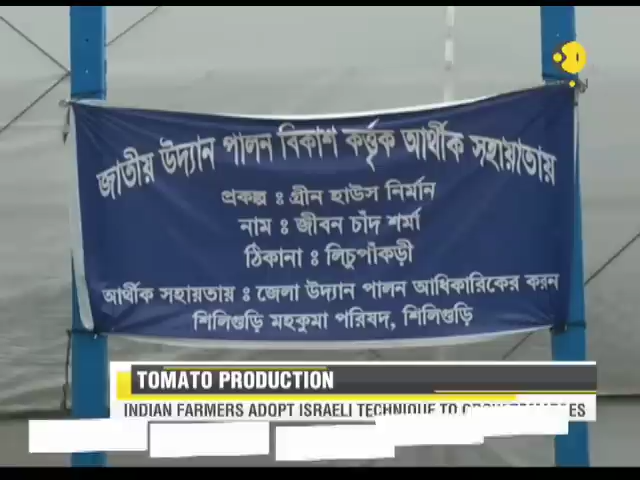 জাতীয় উদ্যান পালন বিকাশ কর্ত্তৃক আর্থীক সহায়তায়
প্রকল্প : গ্রীন হাউস নির্মান
নাম : জীবন চাঁদ শর্মা
ঠিকানা : লিচুপাঁকড়ী
আর্থীক সহায়তায় : জেলা উদ্যান পালন আধিকারিকের করন
শিলিগুড়ি মহকুমা পরিষদ, শিলিগুড়ি
TOMATO PRODUCTION
INDIAN FARMERS ADOPT ISRAELI TECHNIQUE TO